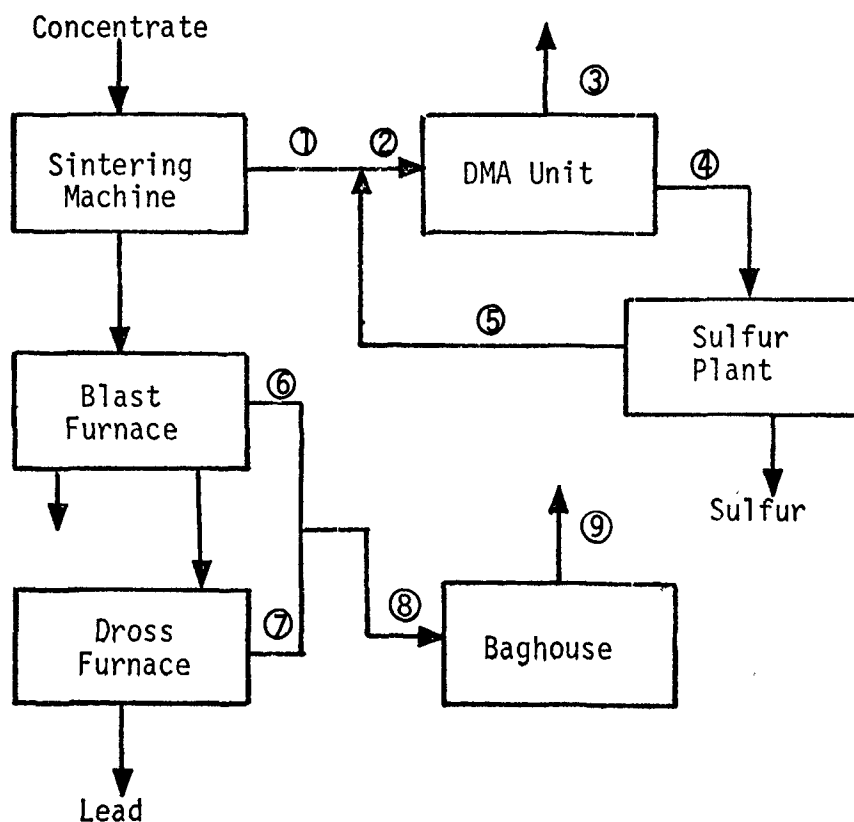 Concentrate
③
① ②
Sintering
Machine
DMA Unit
④
⑤
Sulfur
Plant
⑥
Blast
Furnace
Sulfur
⑨
⑧
⑦
Dross
Furnace
Baghouse
Lead